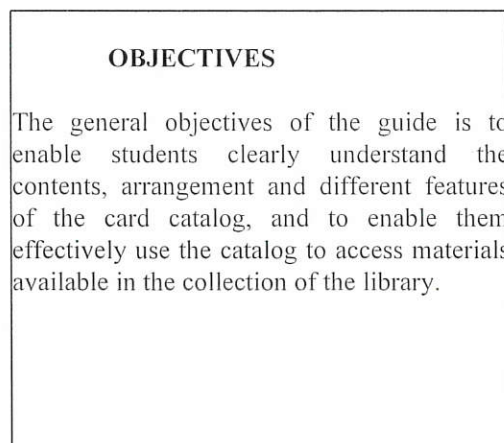 OBJECTIVES
The general objectives of the guide is to
enable students clearly understand the
contents, arrangement and different features
of the card catalog, and to enable them
effectively use the catalog to access materials
available in the collection of the library.